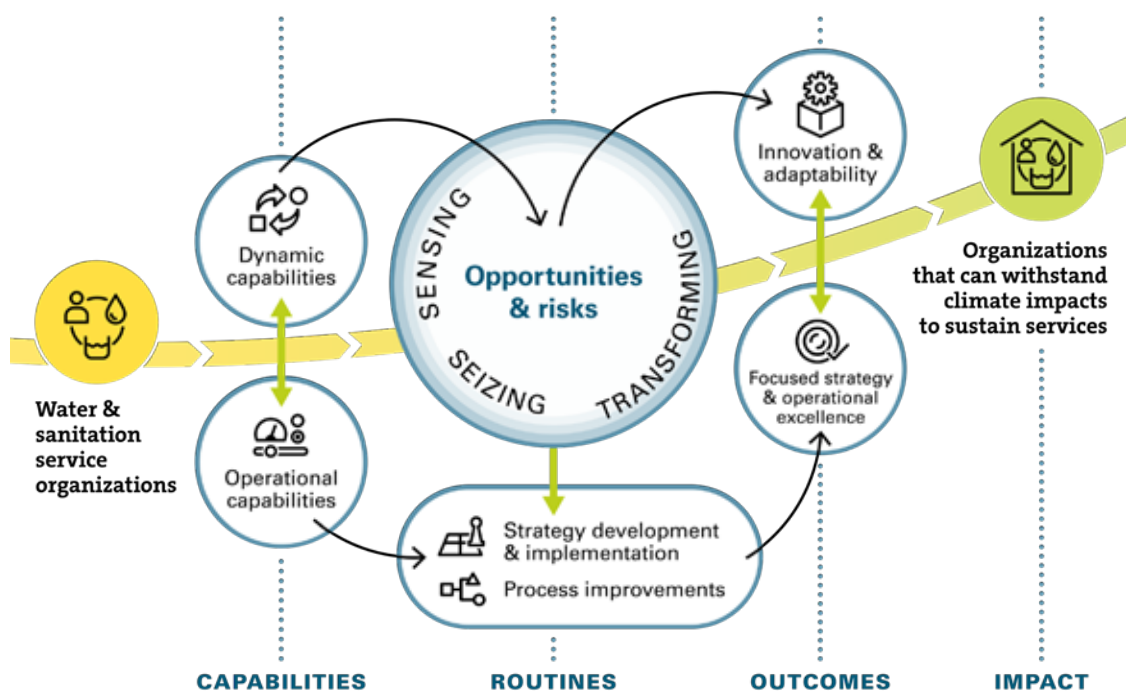 Water &
sanitation
service
organizations
Dynamic
capabilities
Operational
capabilities
SENSING
SEIZING
TRANSFORMING
Opportunities
& risks
Strategy development
& implementation
Process improvements
Innovation &
adaptability
Focused strategy
& operational
excellence
Organizations
that can withstand
climate impacts
to sustain services
CAPABILITIES
ROUTINES
OUTCOMES
IMPACT